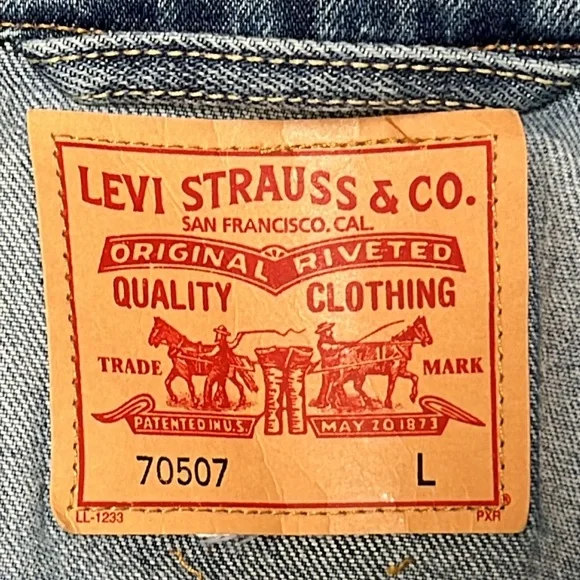 LEVI STRAUSS & CO.
SAN FRANCISCO, CAL.
ORIGINAL RIVETED
QUALITY CLOTHING
TRADE MARK
PATENTED IN U.S. MAY 20 1873
70507 L
®
LL-1233 PXR